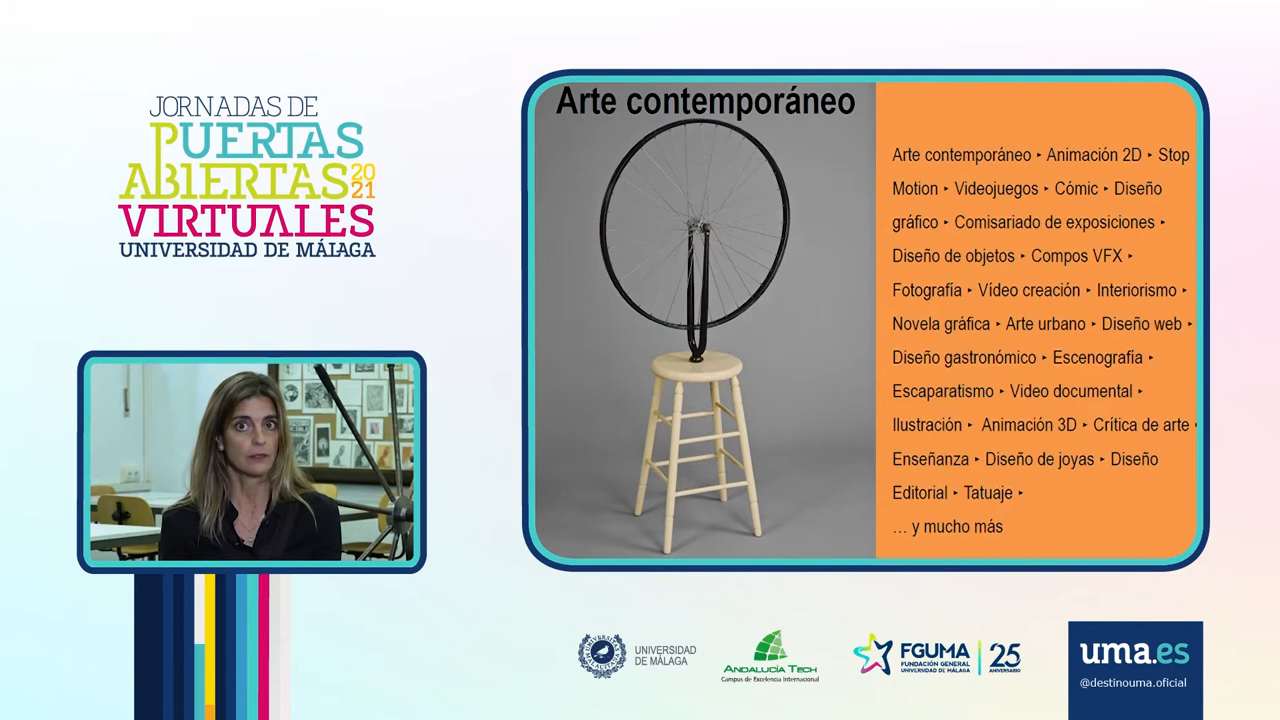 JORNADAS DE
PUERTAS
ABIERTAS 20
21
VIRTUALES
UNIVERSIDAD DE MÁLAGA
Arte contemporáneo
Arte contemporáneo ‣ Animación 2D ‣ Stop
Motion ‣ Videojuegos ‣ Cómic ‣ Diseño
gráfico ‣ Comisariado de exposiciones ‣
Diseño de objetos ‣ Compos VFX ‣
Fotografía ‣ Vídeo creación ‣ Interiorismo ‣
Novela gráfica ‣ Arte urbano ‣ Diseño web ‣
Diseño gastronómico ‣ Escenografía ‣
Escaparatismo ‣ Video documental ‣
Ilustración ‣ Animación 3D ‣ Crítica de arte ‣
Enseñanza ‣ Diseño de joyas ‣ Diseño
Editorial ‣ Tatuaje ‣
… y mucho más
UNIVERSIDAD
DE MÁLAGA
ANDALUCÍA TECH
Campus de Excelencia Internacional
FGUMA
FUNDACIÓN GENERAL
UNIVERSIDAD DE MÁLAGA
25
ANIVERSARIO
uma.es
@destinouma.oficial